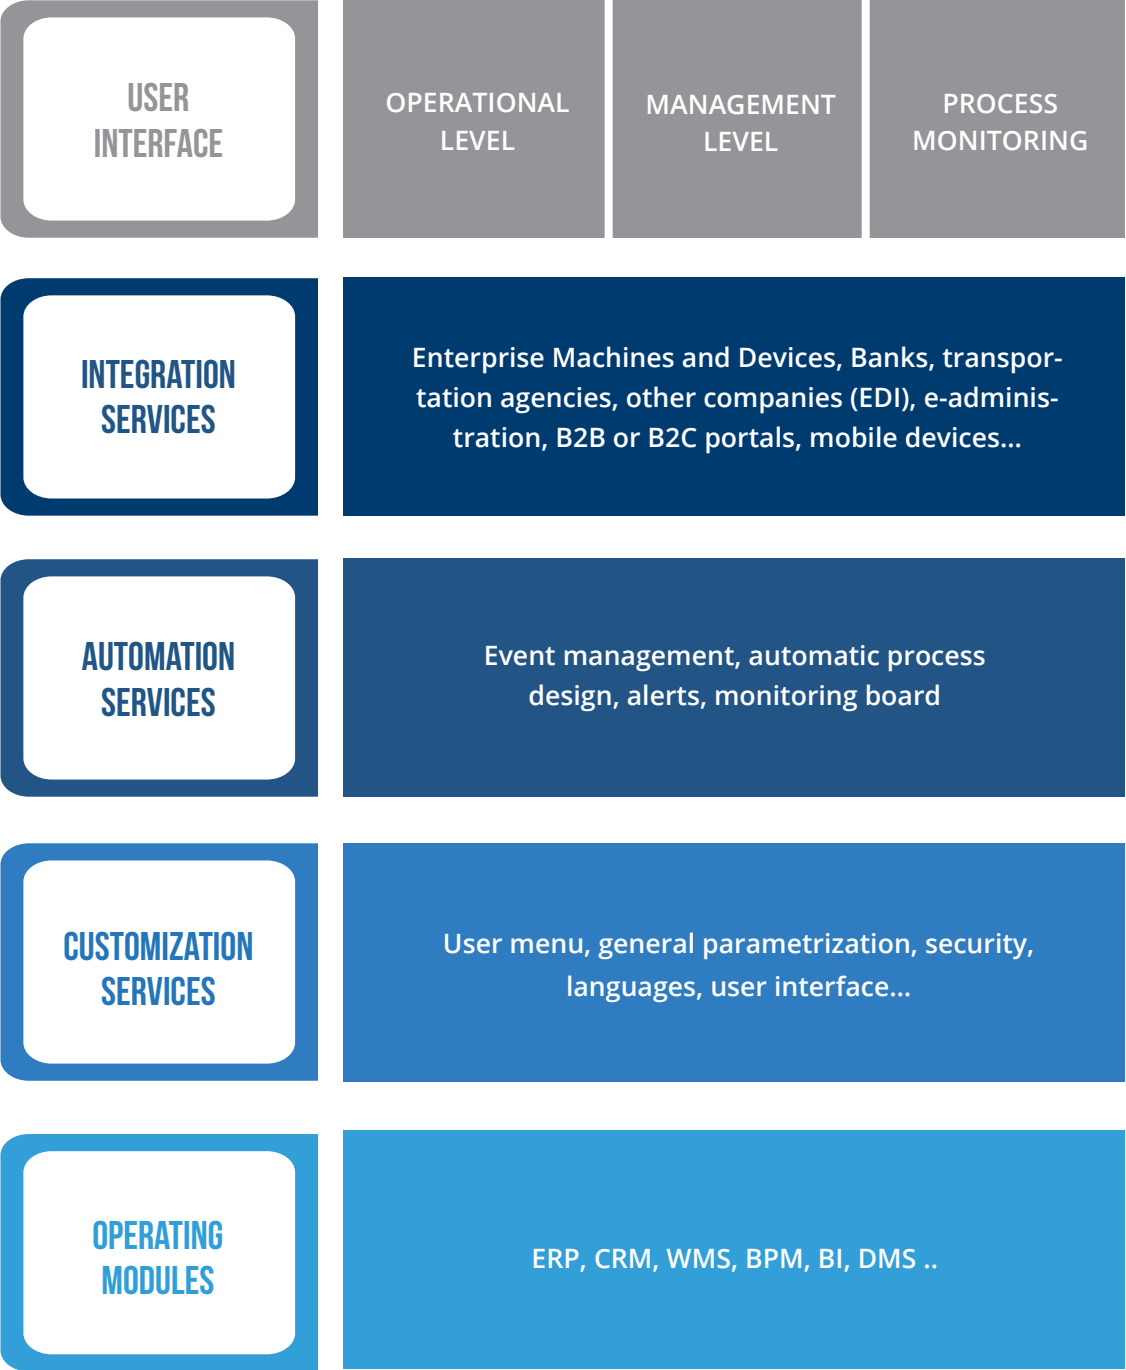 USER
INTERFACE
OPERATIONAL
LEVEL
MANAGEMENT
LEVEL
PROCESS
MONITORING
INTEGRATION
SERVICES
Enterprise Machines and Devices, Banks, transpor-
tation agencies, other companies (EDI), e-adminis-
tration, B2B or B2C portals, mobile devices...
AUTOMATION
SERVICES
Event management, automatic process
design, alerts, monitoring board
CUSTOMIZATION
SERVICES
User menu, general parametrization, security,
languages, user interface...
OPERATING
MODULES
ERP, CRM, WMS, BPM, BI, DMS ..